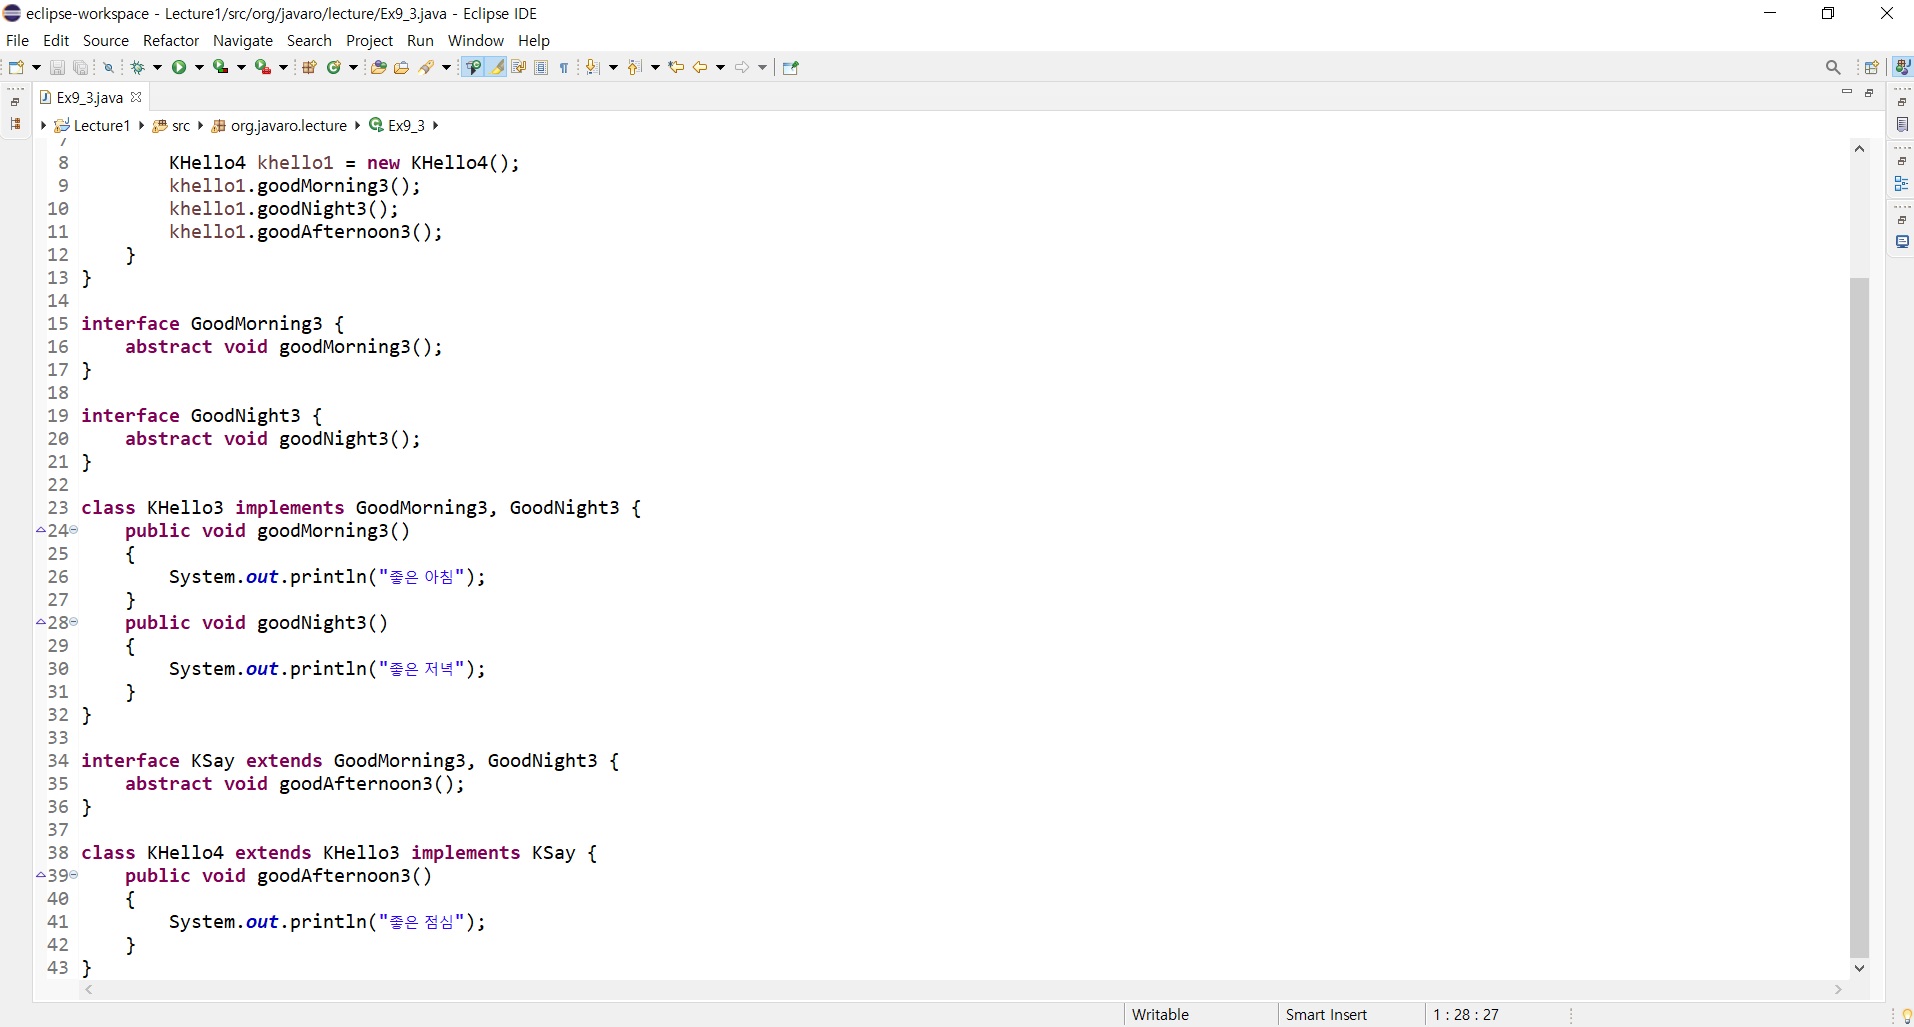 eclipse-workspace - Lecture1/src/org/javaro/lecture/Ex9_3.java - Eclipse IDE
File Edit Source Refactor Navigate Search Project Run Window Help
Ex9_3.java
Lecture1 src org.javaro.lecture Ex9_3
7
8         KHello4 khello1 = new KHello4();
9         khello1.goodMorning3();
10         khello1.goodNight3();
11         khello1.goodAfternoon3();
12     }
13 }
14
15 interface GoodMorning3 {
16     abstract void goodMorning3();
17 }
18
19 interface GoodNight3 {
20     abstract void goodNight3();
21 }
22
23 class KHello3 implements GoodMorning3, GoodNight3 {
24     public void goodMorning3()
25     {
26         System.out.println("좋은 아침");
27     }
28     public void goodNight3()
29     {
30         System.out.println("좋은 저녁");
31     }
32 }
33
34 interface KSay extends GoodMorning3, GoodNight3 {
35     abstract void goodAfternoon3();
36 }
37
38 class KHello4 extends KHello3 implements KSay {
39     public void goodAfternoon3()
40     {
41         System.out.println("좋은 점심");
42     }
43 }
Writable Smart Insert 1 : 28 : 27